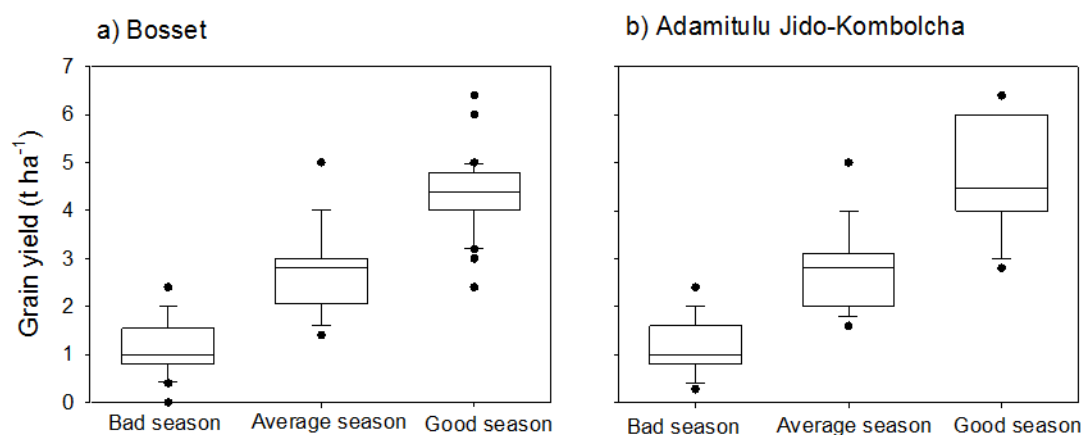 a) Bosset
b) Adamitulu Jido-Kombolcha
Grain yield (t ha⁻¹)
7
6
5
4
3
2
1
0
Bad season Average season Good season
Bad season Average season Good season